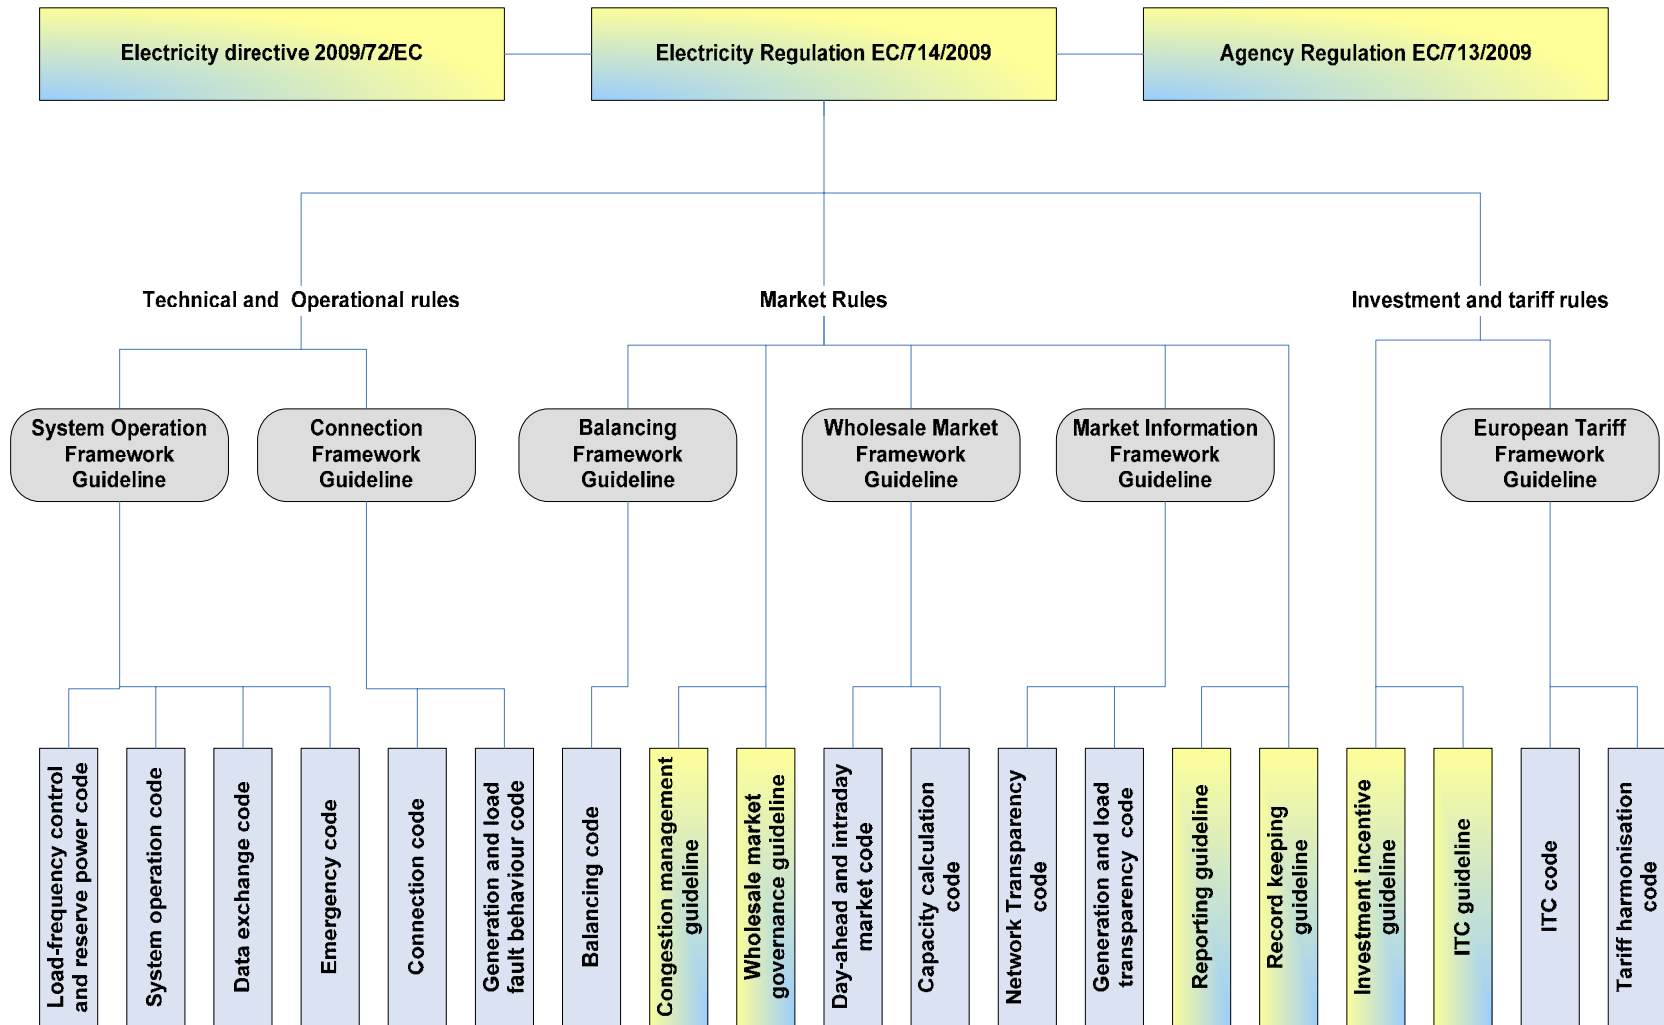 Electricity directive 2009/72/EC
Electricity Regulation EC/714/2009
Agency Regulation EC/713/2009
Technical and  Operational rules
Market Rules
Investment and tariff rules
System Operation
Framework
Guideline
Connection
Framework
Guideline
Balancing
Framework
Guideline
Wholesale Market
Framework
Guideline
Market Information
Framework
Guideline
European Tariff
Framework
Guideline
Load-frequency control
and reserve power code
System operation code
Data exchange code
Emergency code
Connection code
Generation and load
fault behaviour code
Balancing code
Congestion management
guideline
Wholesale market
governance guideline
Day-ahead and intraday
market code
Capacity calculation
code
Network Transparency
code
Generation and load
transparency code
Reporting guideline
Record keeping
guideline
Investment incentive
guideline
ITC guideline
ITC code
Tariff harmonisation
code